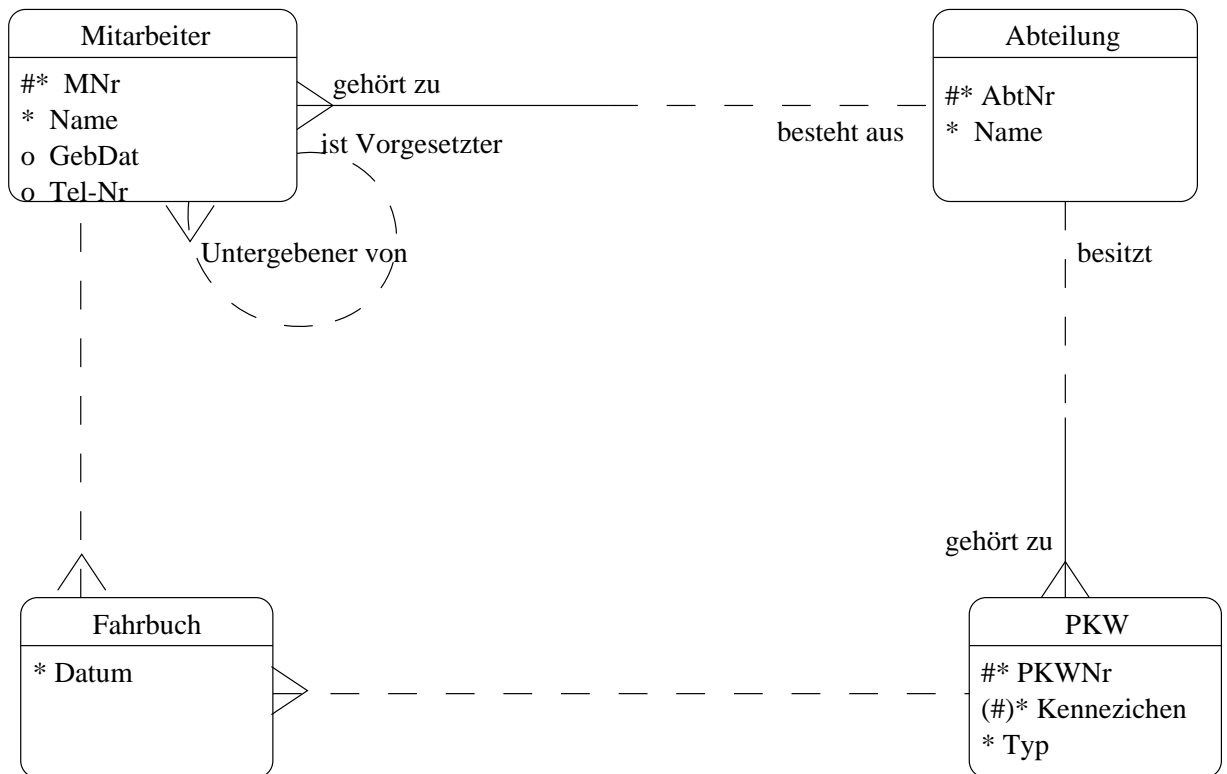 Mitarbeiter
#* MNr
* Name
o GebDat
o Tel-Nr
gehört zu
besteht aus
Abteilung
#* AbtNr
* Name
ist Vorgesetzter
Untergebener von
besitzt
gehört zu
Fahrbuch
* Datum
PKW
#* PKWNr
(#)* Kennezichen
* Typ